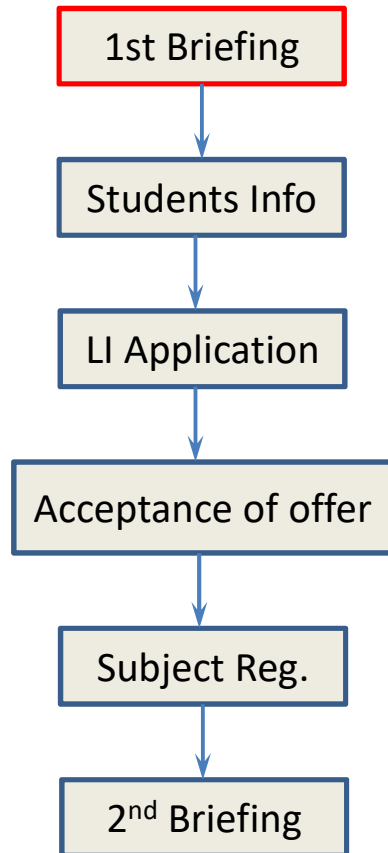 1st Briefing
Students Info
LI Application
Acceptance of offer
Subject Reg.
2nd Briefing